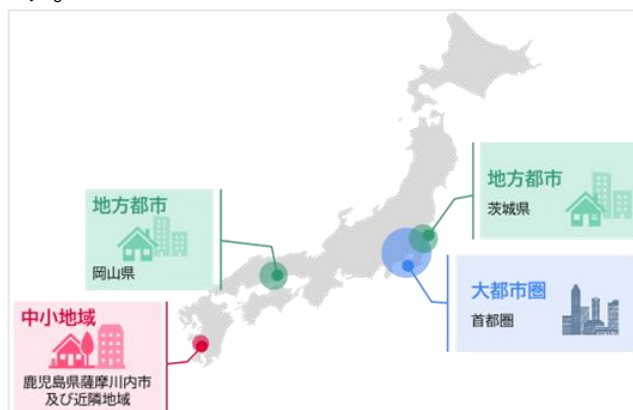 地方都市
茨城県
地方都市
岡山県
大都市圏
首都圏
中小地域
鹿児島県薩摩川内市
及び近隣地域